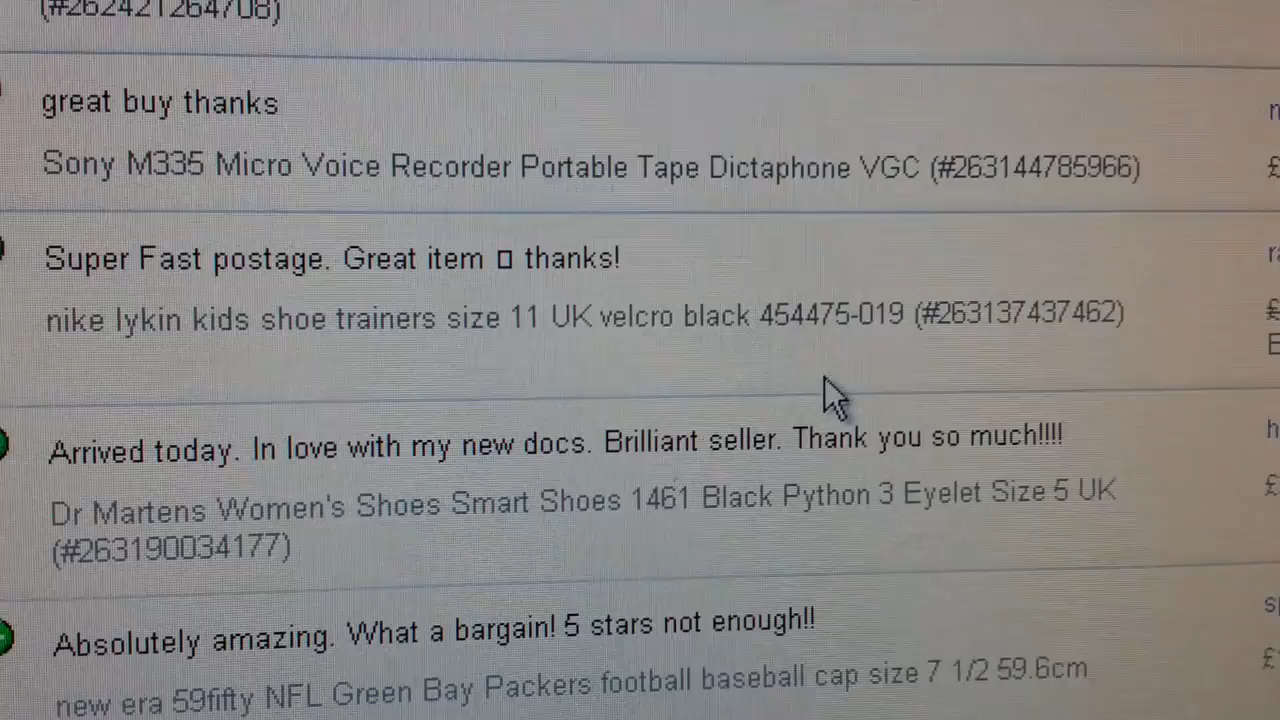 (#262421264708)
great buy thanks
Sony M335 Micro Voice Recorder Portable Tape Dictaphone VGC (#263144785966)
£
Super Fast postage. Great item □ thanks!
nike lykin kids shoe trainers size 11 UK velcro black 454475-019 (#263137437462)
£
Arrived today. In love with my new docs. Brilliant seller. Thank you so much!!!!
Dr Martens Women's Shoes Smart Shoes 1461 Black Python 3 Eyelet Size 5 UK
£
(#263190034177)
Absolutely amazing. What a bargain! 5 stars not enough!!
new era 59fifty NFL Green Bay Packers football baseball cap size 7 1/2 59.6cm
£